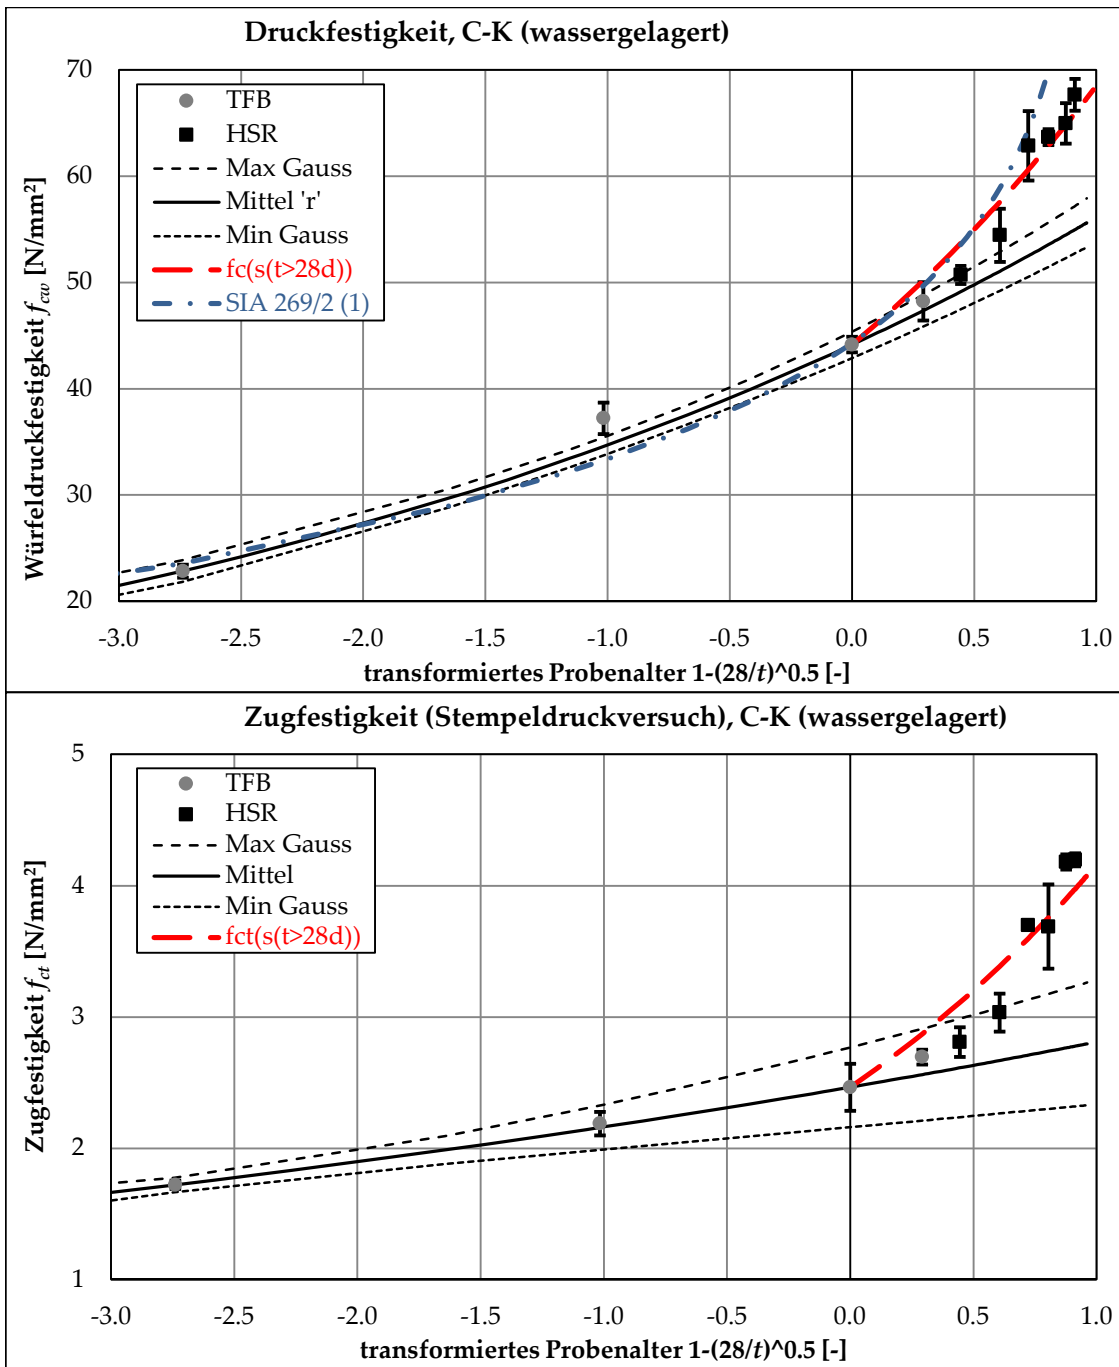 Druckfestigkeit, C-K (wassergelagert)
70
60
50
40
30
20
Würfeldruckfestigkeit fcw [N/mm²]
TFB
HSR
Max Gauss
Mittel 'r'
Min Gauss
fc(s(t>28d))
SIA 269/2 (1)
-3.0 -2.5 -2.0 -1.5 -1.0 -0.5 0.0 0.5 1.0
transformiertes Probenalter 1-(28/t)^0.5 [-]
Zugfestigkeit (Stempeldruckversuch), C-K (wassergelagert)
5
4
3
2
1
Zugfestigkeit fct [N/mm²]
TFB
HSR
Max Gauss
Mittel
Min Gauss
fct(s(t>28d))
-3.0 -2.5 -2.0 -1.5 -1.0 -0.5 0.0 0.5 1.0
transformiertes Probenalter 1-(28/t)^0.5 [-]